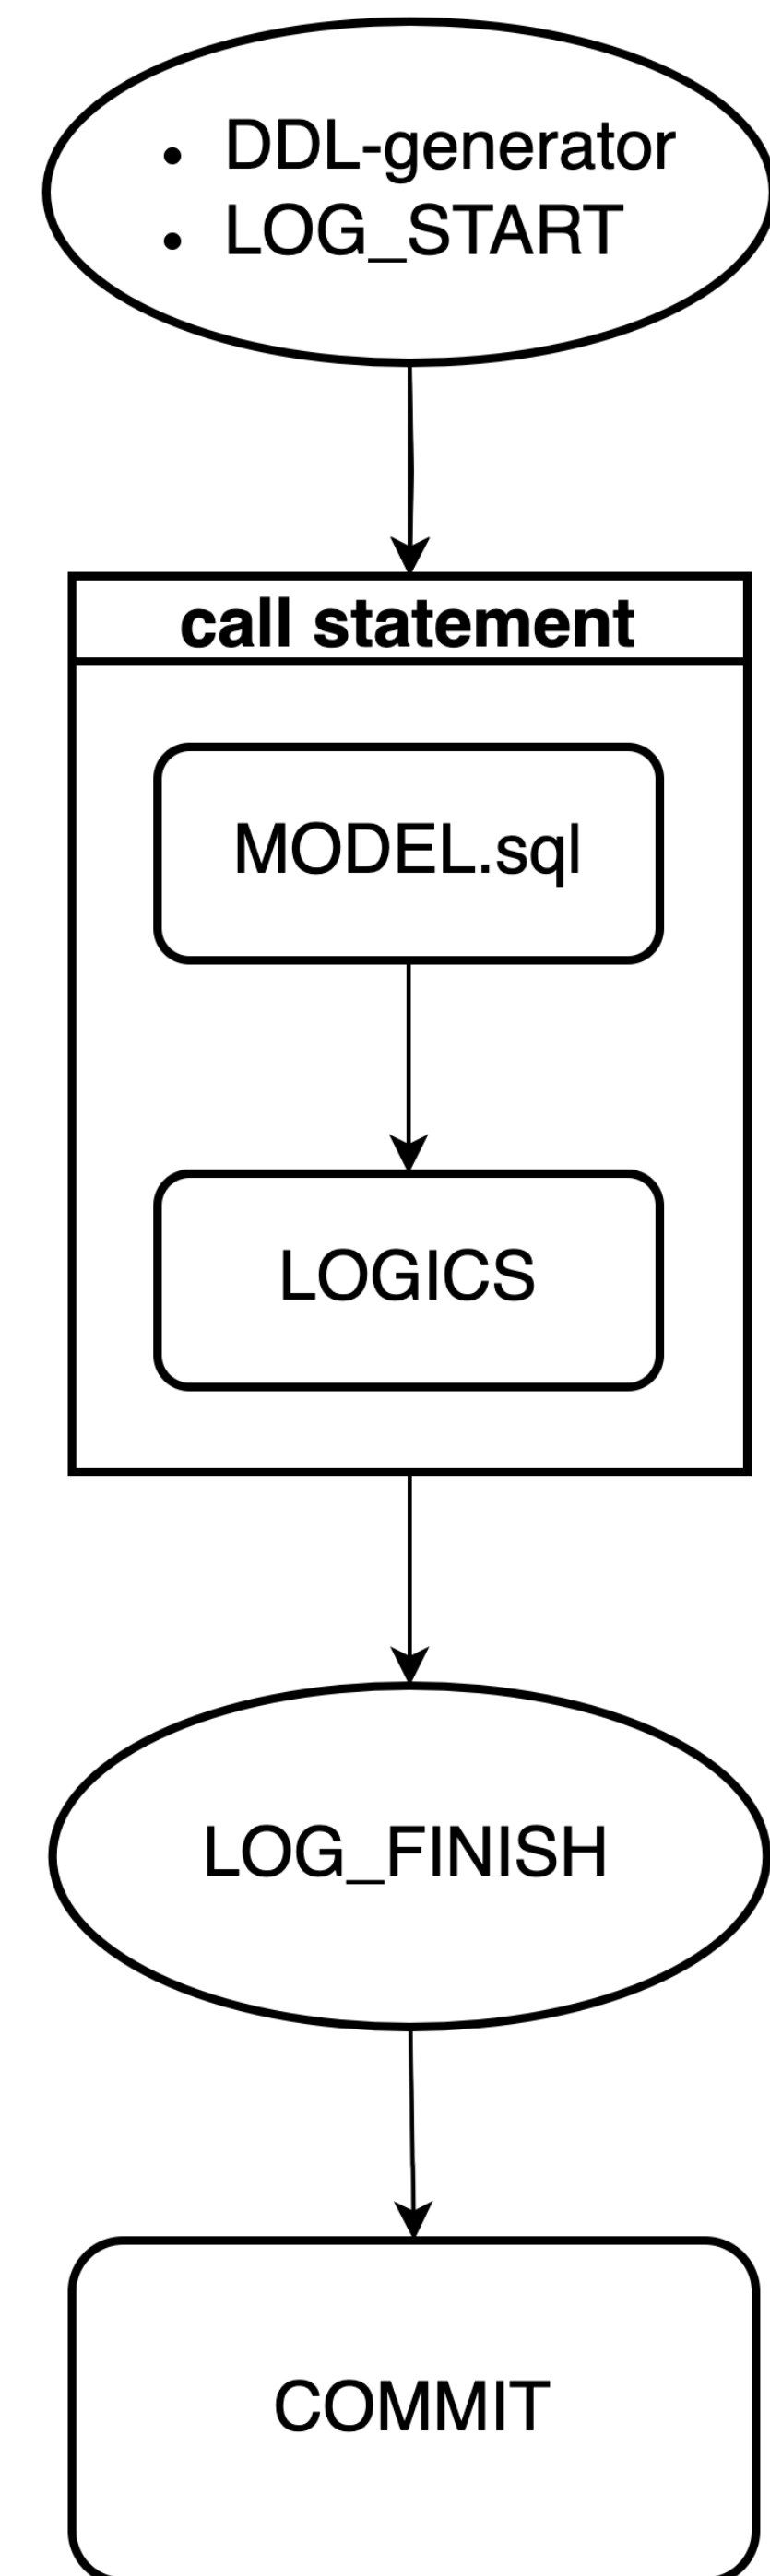 • DDL-generator
• LOG_START
call statement
MODEL.sql
LOGICS
LOG_FINISH
COMMIT